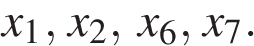 x₁, x₂, x₆, x₇.